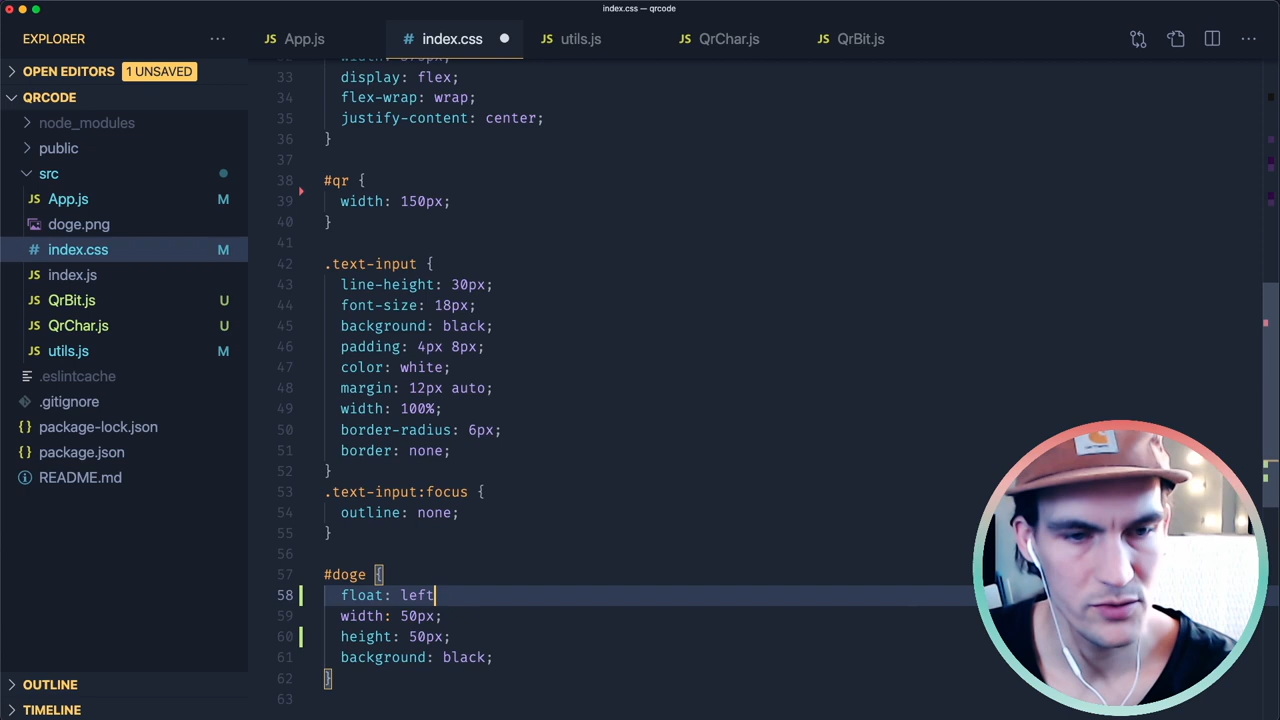 index.css — qrcode
EXPLORER
App.js
# index.css
JS utils.js
JS QrChar.js
JS QrBit.js
JS
OPEN EDITORS 1 UNSAVED
QRCODE
node_modules
public
src
JS App.js M
doge.png
# index.css M
JS index.js
JS QrBit.js U
JS QrChar.js U
JS utils.js M
.eslintcache
.gitignore
{} package-lock.json
{} package.json
README.md
OUTLINE
TIMELINE
33 display: flex;
34 flex-wrap: wrap;
35 justify-content: center;
36 }
37
38 #qr {
39 width: 150px;
40 }
41
42 .text-input {
43 line-height: 30px;
44 font-size: 18px;
45 background: black;
46 padding: 4px 8px;
47 color: white;
48 margin: 12px auto;
49 width: 100%;
50 border-radius: 6px;
51 border: none;
52 }
53 .text-input:focus {
54 outline: none;
55 }
56
57 #doge {
58 float: left
59 width: 50px;
60 height: 50px;
61 background: black;
62 }
63